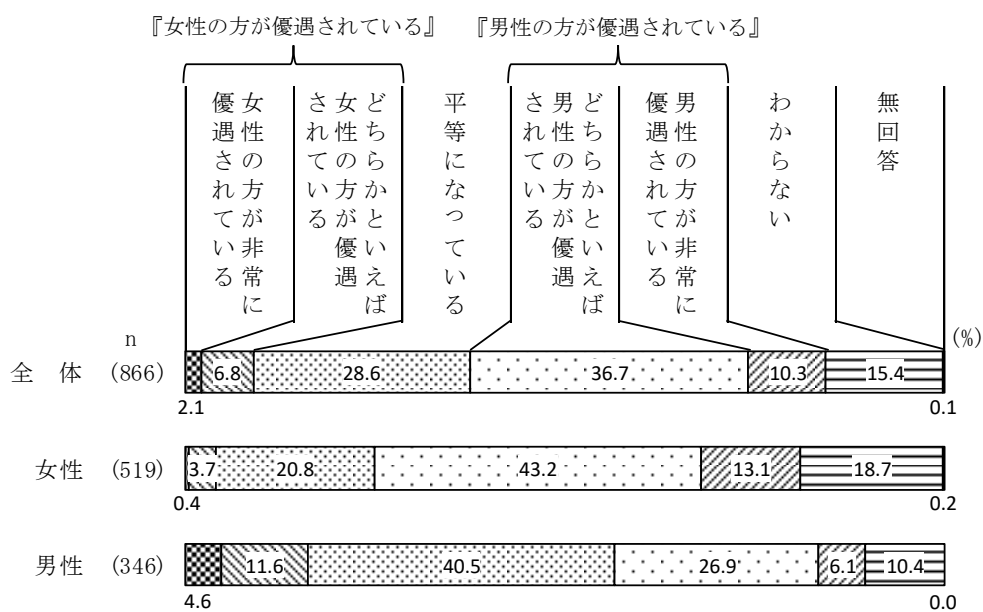 『女性の方が優遇されている』
『男性の方が優遇されている』
女性の方が非常に
優遇されている
どちらかといえば
女性の方が優遇
されている
平等になっている
どちらかといえば
男性の方が優遇
されている
男性の方が非常に
優遇されている
わからない
無回答
n
(%)
全 体 (866) 6.8 28.6 36.7 10.3 15.4
2.1 0.1
女性 (519) 3.7 20.8 43.2 13.1 18.7
0.4 0.2
男性 (346) 11.6 40.5 26.9 6.1 10.4
4.6 0.0